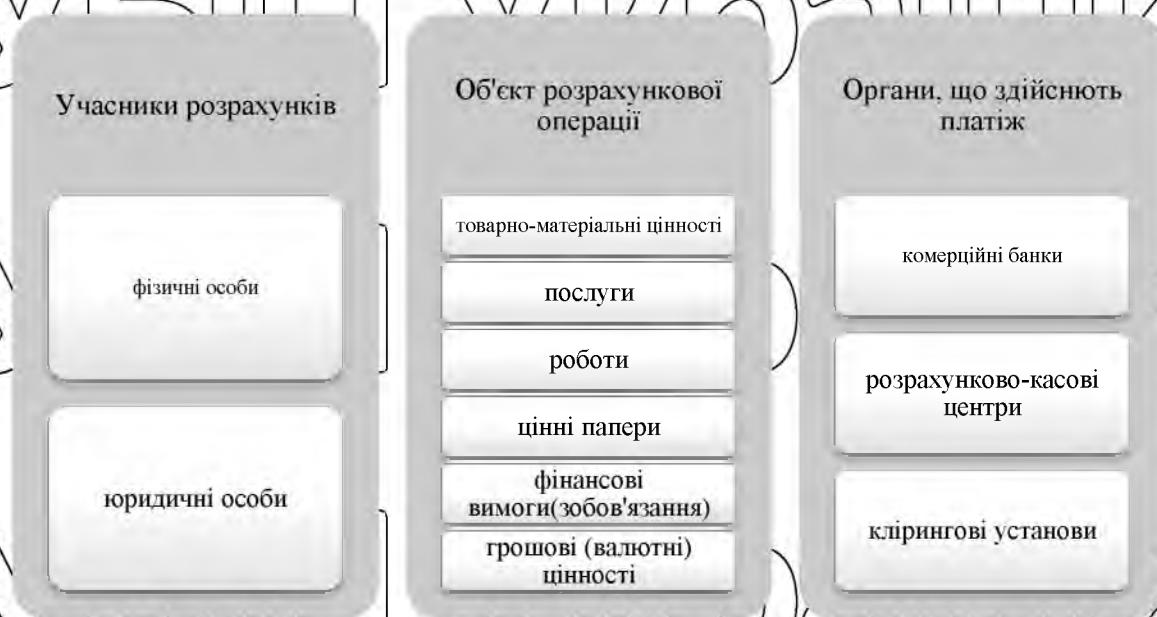 Учасники розрахунків
фізичні особи
юридичні особи
Об'єкт розрахункової
операції
товарно-матеріальні цінності
послуги
роботи
цінні папери
фінансові
вимоги(зобов'язання)
грошові (валютні)
цінності
Органи, що здійснюють
платіж
комерційні банки
розрахунково-касові
центри
клірингові установи